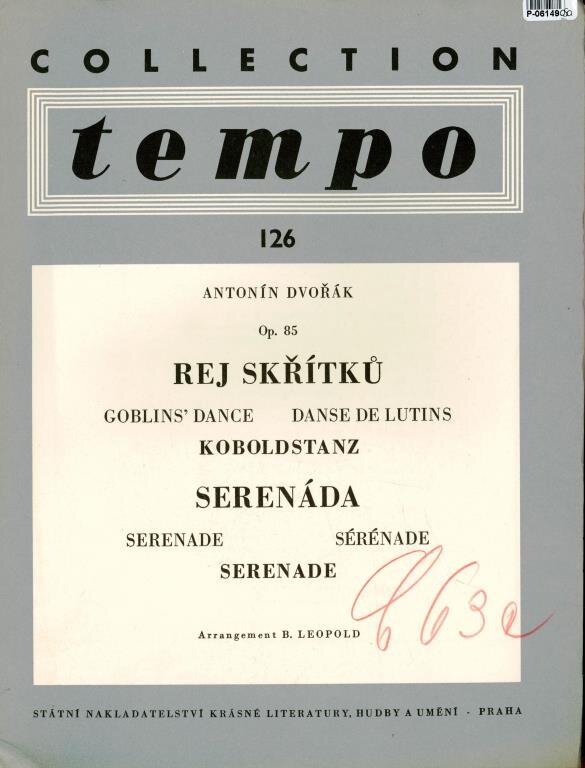 P-06149
COLLECTION
tempo
126
ANTONÍN DVOŘÁK
Op. 85
REJ SKŘÍTKŮ
GOBLINS' DANCE DANSE DE LUTINS
KOBOLDSTANZ
SERENÁDA
SERENADE SÉRÉNADE
SERENADE
Arrangement B. LEOPOLD
STÁTNÍ NAKLADATELSTVÍ KRÁSNÉ LITERATURY, HUDBY A UMĚNÍ - PRAHA